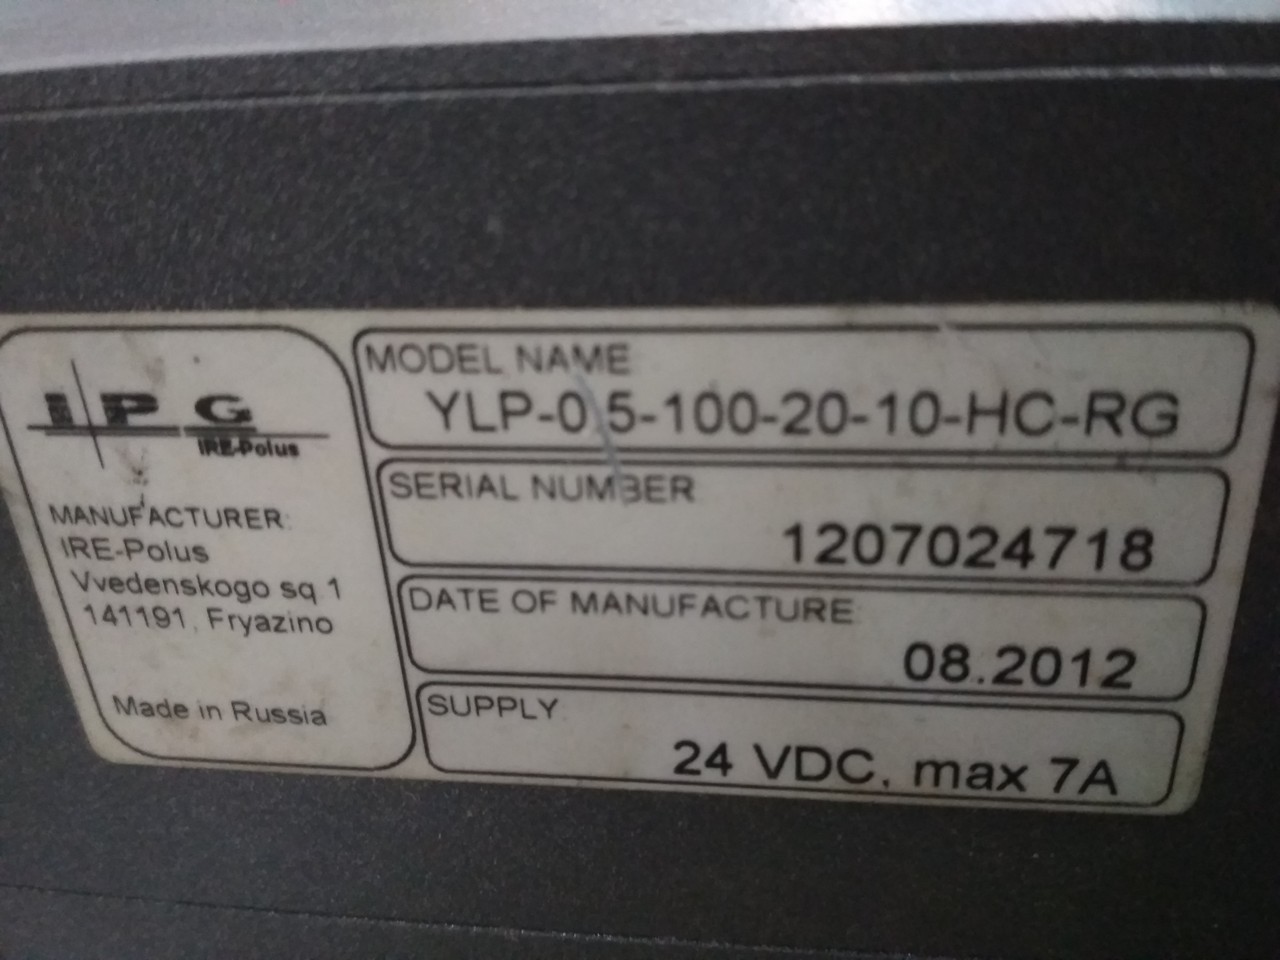 IPG
IRE-Polus
MANUFACTURER:
IRE-Polus
Vvedenskogo sq 1
141191, Fryazino
Made in Russia
MODEL NAME
YLP-0.5-100-20-10-HC-RG
SERIAL NUMBER
1207024718
DATE OF MANUFACTURE
08.2012
SUPPLY
24 VDC, max 7A